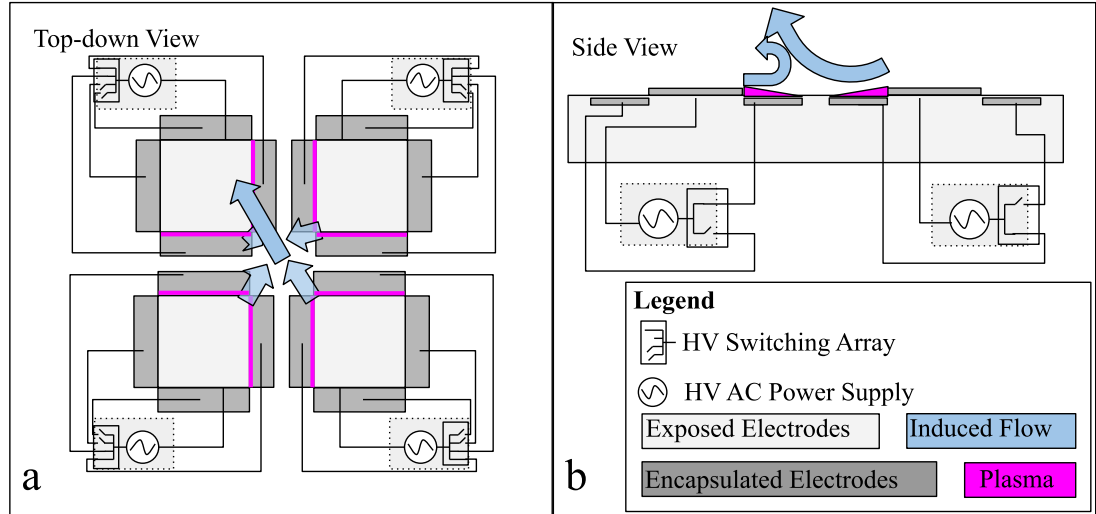 Top-down View
a
Side View
b
Legend
HV Switching Array
HV AC Power Supply
Exposed Electrodes
Induced Flow
Encapsulated Electrodes
Plasma